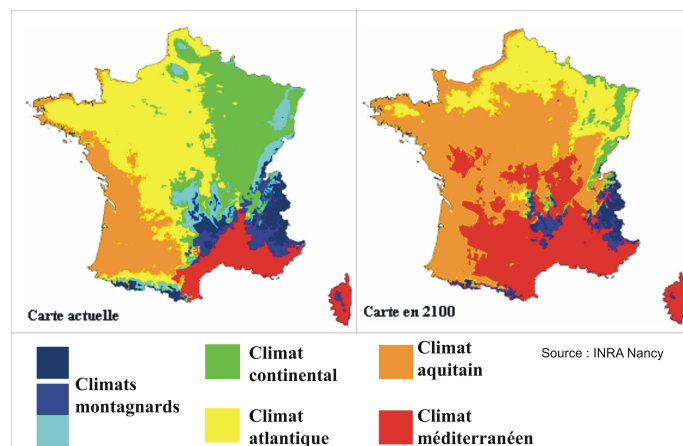 Carte actuelle
Carte en 2100
Climats
montagnards
Climat
continental
Climat
atlantique
Climat
aquitain
Climat
méditerranéen
Source : INRA Nancy